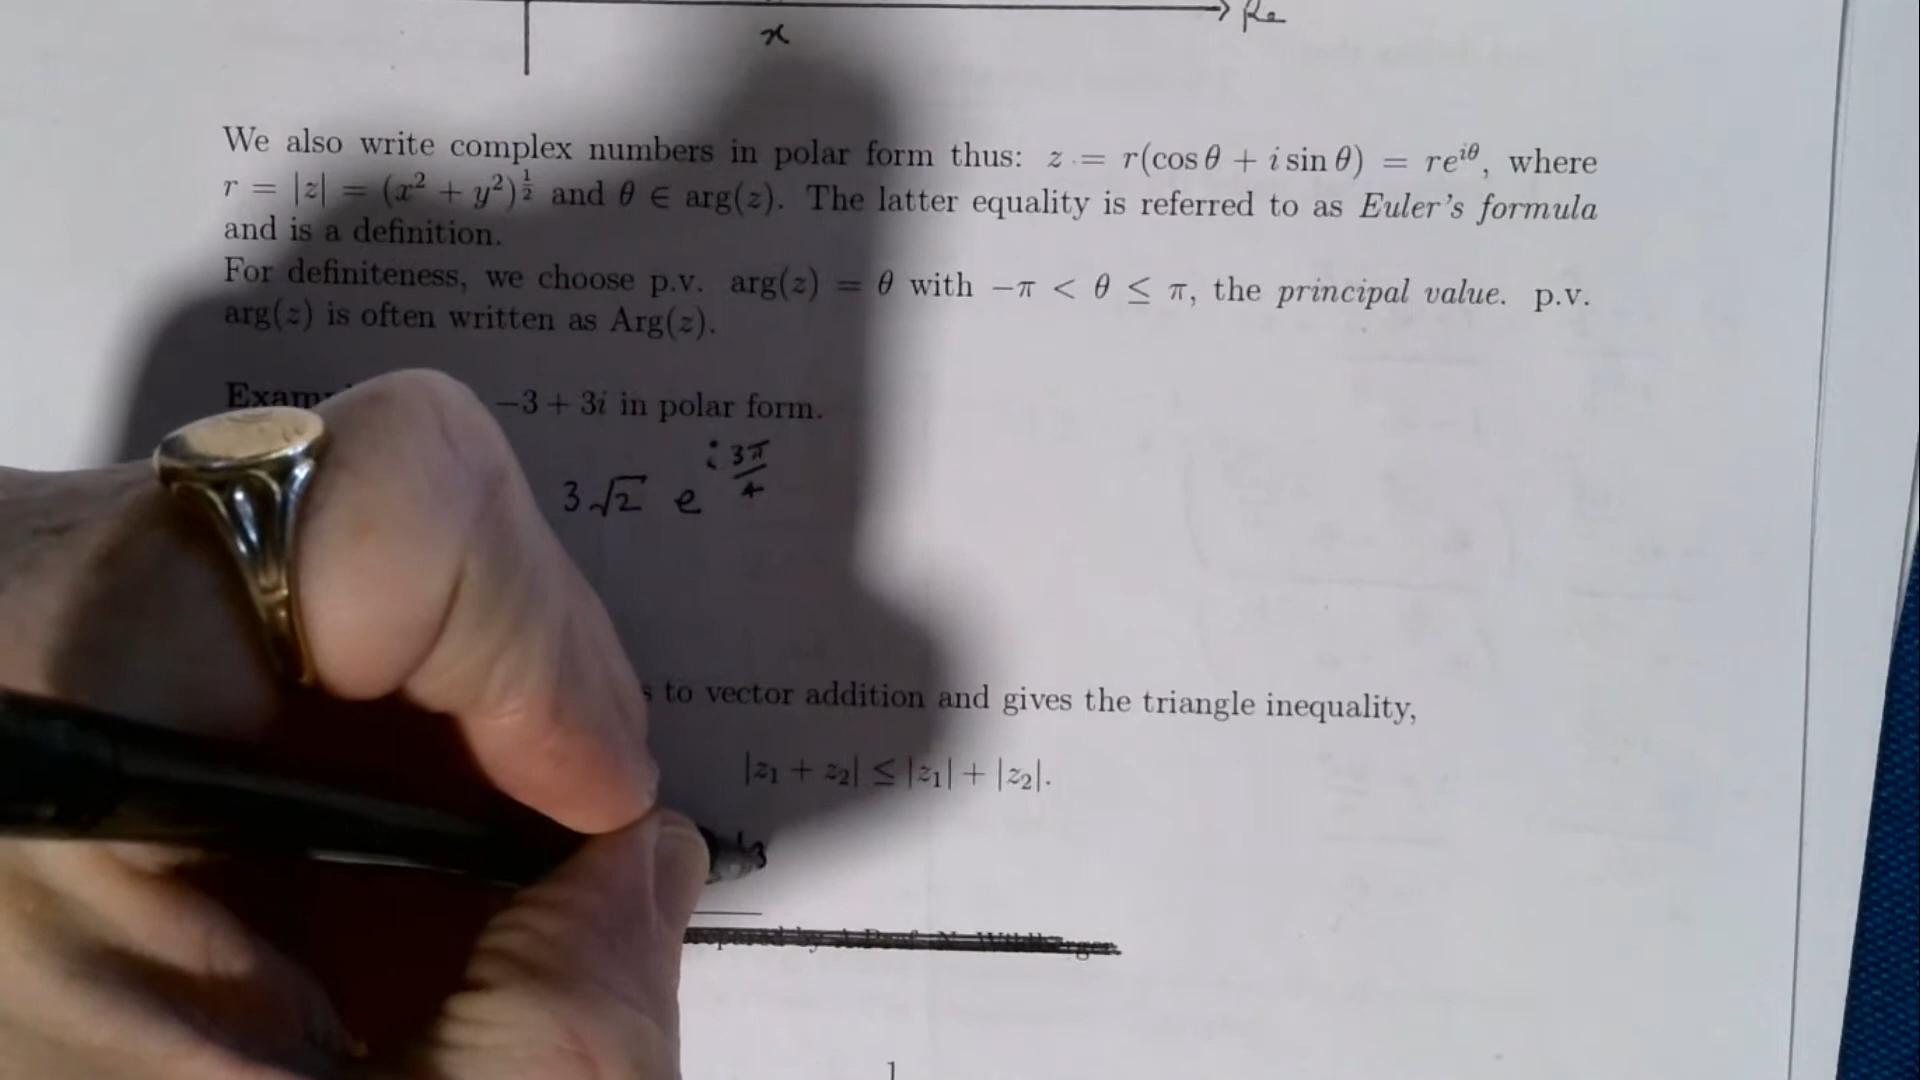 Re
x
We also write complex numbers in polar form thus: z = r(cos θ + i sin θ) = re^{iθ}, where
r = |z| = (x² + y²)^{1/2} and θ ∈ arg(z). The latter equality is referred to as Euler's formula
and is a definition.
For definiteness, we choose p.v. arg(z) = θ with −π < θ ≤ π, the principal value. p.v.
arg(z) is often written as Arg(z).
−3 + 3i in polar form.
3√2 e^{i 3π/4}
to vector addition and gives the triangle inequality,
|z₁ + z₂| ≤ |z₁| + |z₂|.
1